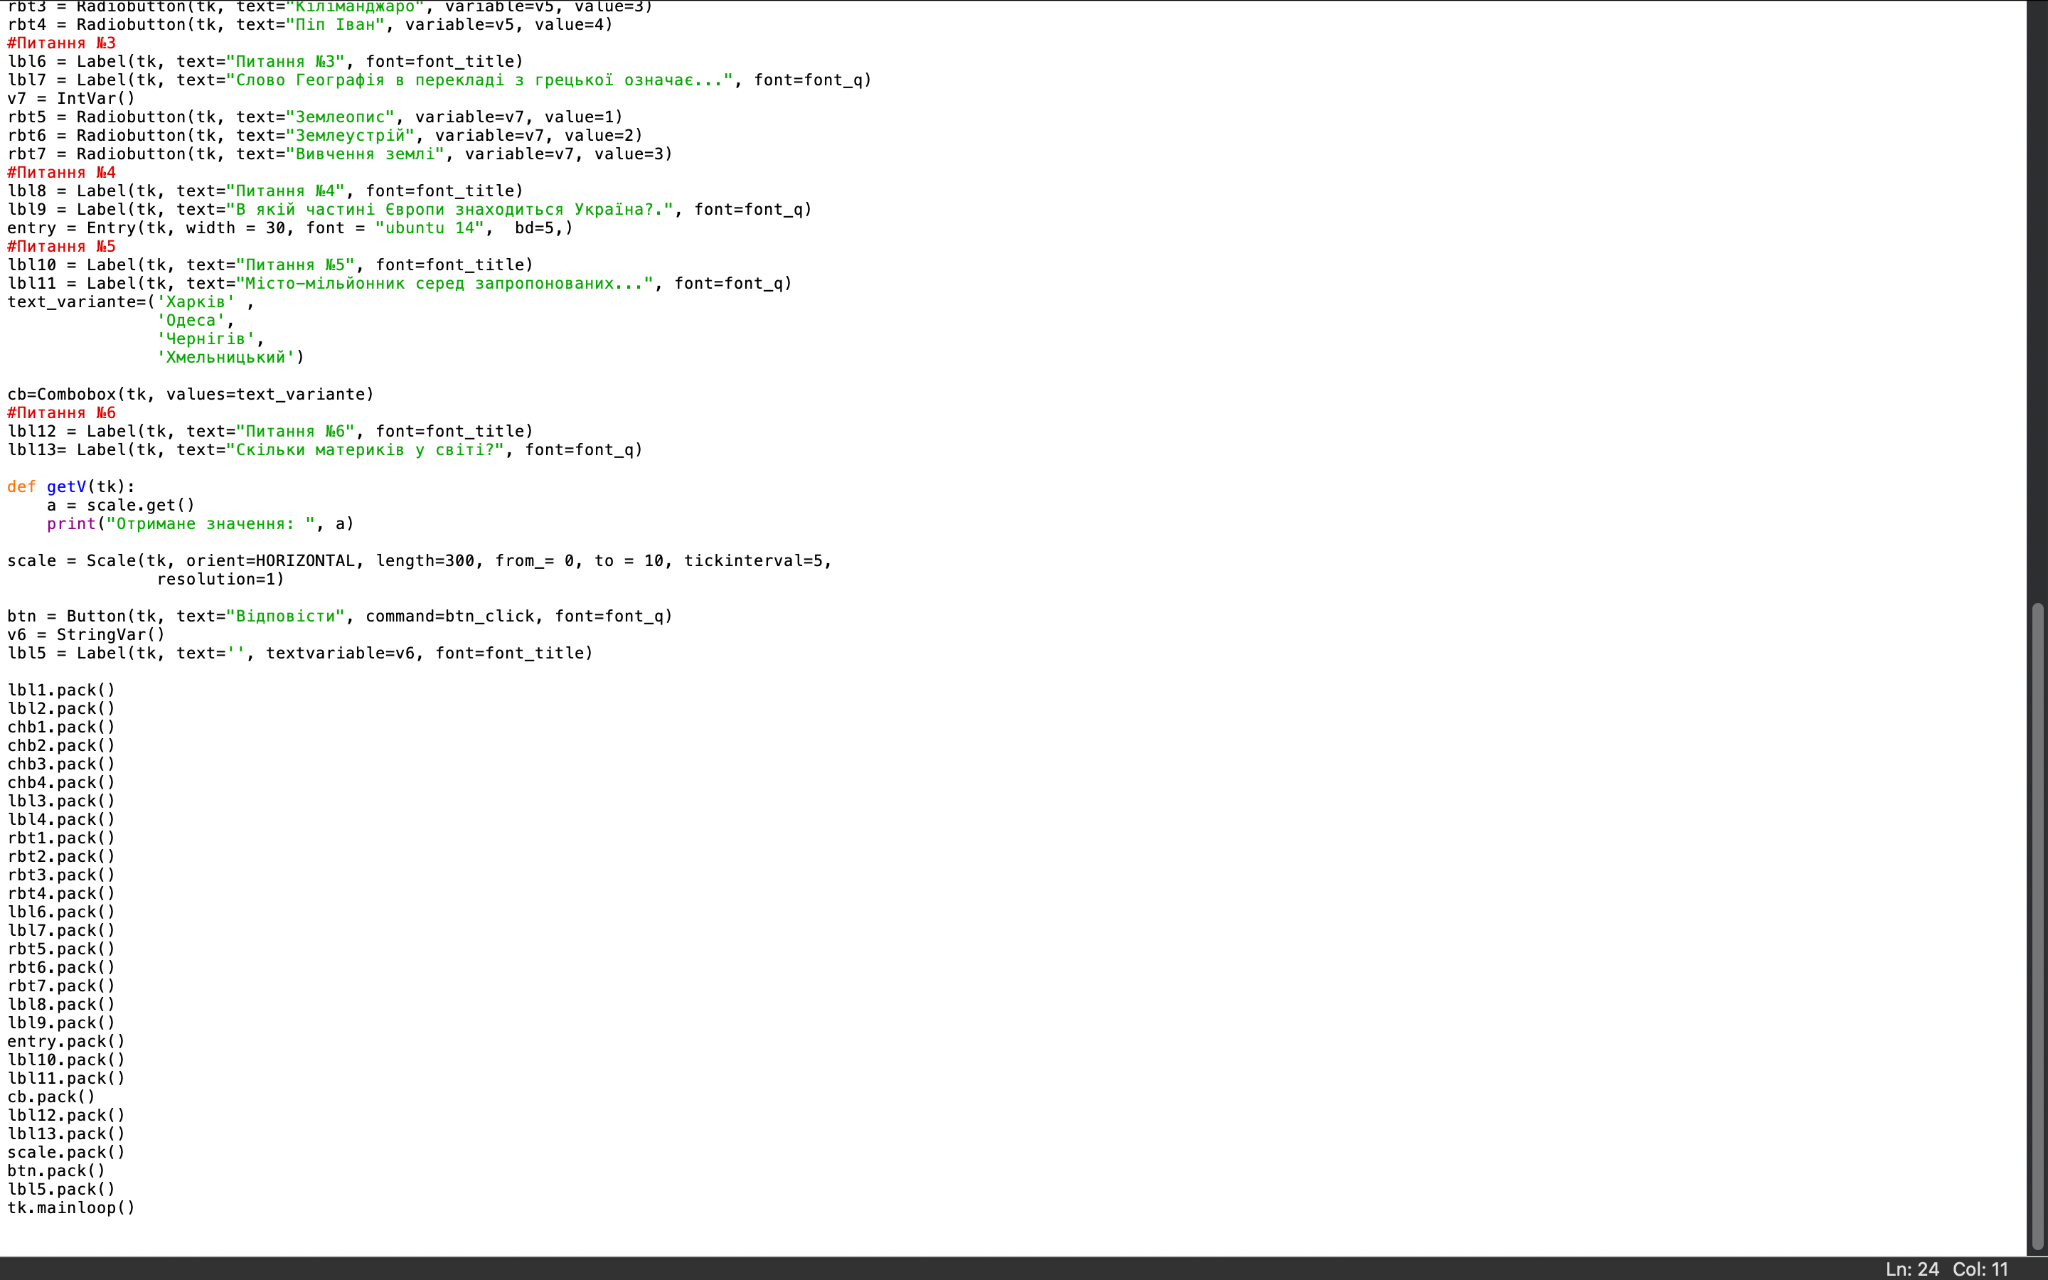 rbt3 = Radiobutton(tk, text="Кіліманджаро", variable=v5, value=3)
rbt4 = Radiobutton(tk, text="Піп Іван", variable=v5, value=4)
#Питання №3
lbl6 = Label(tk, text="Питання №3", font=font_title)
lbl7 = Label(tk, text="Слово Географія в перекладі з грецької означає...", font=font_q)
v7 = IntVar()
rbt5 = Radiobutton(tk, text="Землеопис", variable=v7, value=1)
rbt6 = Radiobutton(tk, text="Землеустрій", variable=v7, value=2)
rbt7 = Radiobutton(tk, text="Вивчення землі", variable=v7, value=3)
#Питання №4
lbl8 = Label(tk, text="Питання №4", font=font_title)
lbl9 = Label(tk, text="В якій частині Європи знаходиться Україна?.", font=font_q)
entry = Entry(tk, width = 30, font = "ubuntu 14",  bd=5,)
#Питання №5
lbl10 = Label(tk, text="Питання №5", font=font_title)
lbl11 = Label(tk, text="Місто-мільйонник серед запропонованих...", font=font_q)
text_variante=('Харків' ,
               'Одеса',
               'Чернігів',
               'Хмельницький')
cb=Combobox(tk, values=text_variante)
#Питання №6
lbl12 = Label(tk, text="Питання №6", font=font_title)
lbl13= Label(tk, text="Скільки материків у світі?", font=font_q)
def getV(tk):
    a = scale.get()
    print("Отримане значення: ", a)
scale = Scale(tk, orient=HORIZONTAL, length=300, from_= 0, to = 10, tickinterval=5,
               resolution=1)
btn = Button(tk, text="Відповісти", command=btn_click, font=font_q)
v6 = StringVar()
lbl5 = Label(tk, text='', textvariable=v6, font=font_title)
lbl1.pack()
lbl2.pack()
chb1.pack()
chb2.pack()
chb3.pack()
chb4.pack()
lbl3.pack()
lbl4.pack()
rbt1.pack()
rbt2.pack()
rbt3.pack()
rbt4.pack()
lbl6.pack()
lbl7.pack()
rbt5.pack()
rbt6.pack()
rbt7.pack()
lbl8.pack()
lbl9.pack()
entry.pack()
lbl10.pack()
lbl11.pack()
cb.pack()
lbl12.pack()
lbl13.pack()
scale.pack()
btn.pack()
lbl5.pack()
tk.mainloop()
Ln: 24 Col: 11